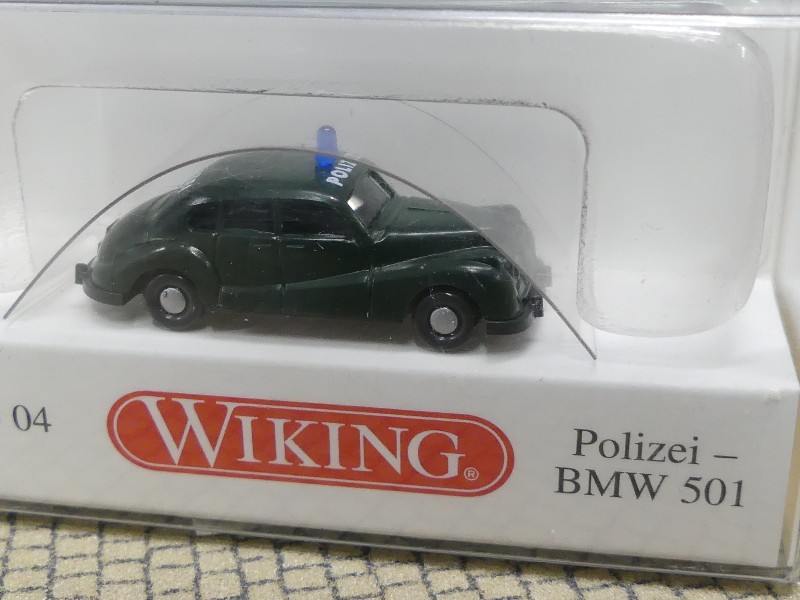 POLIZ
04
WIKING®
Polizei –
BMW 501